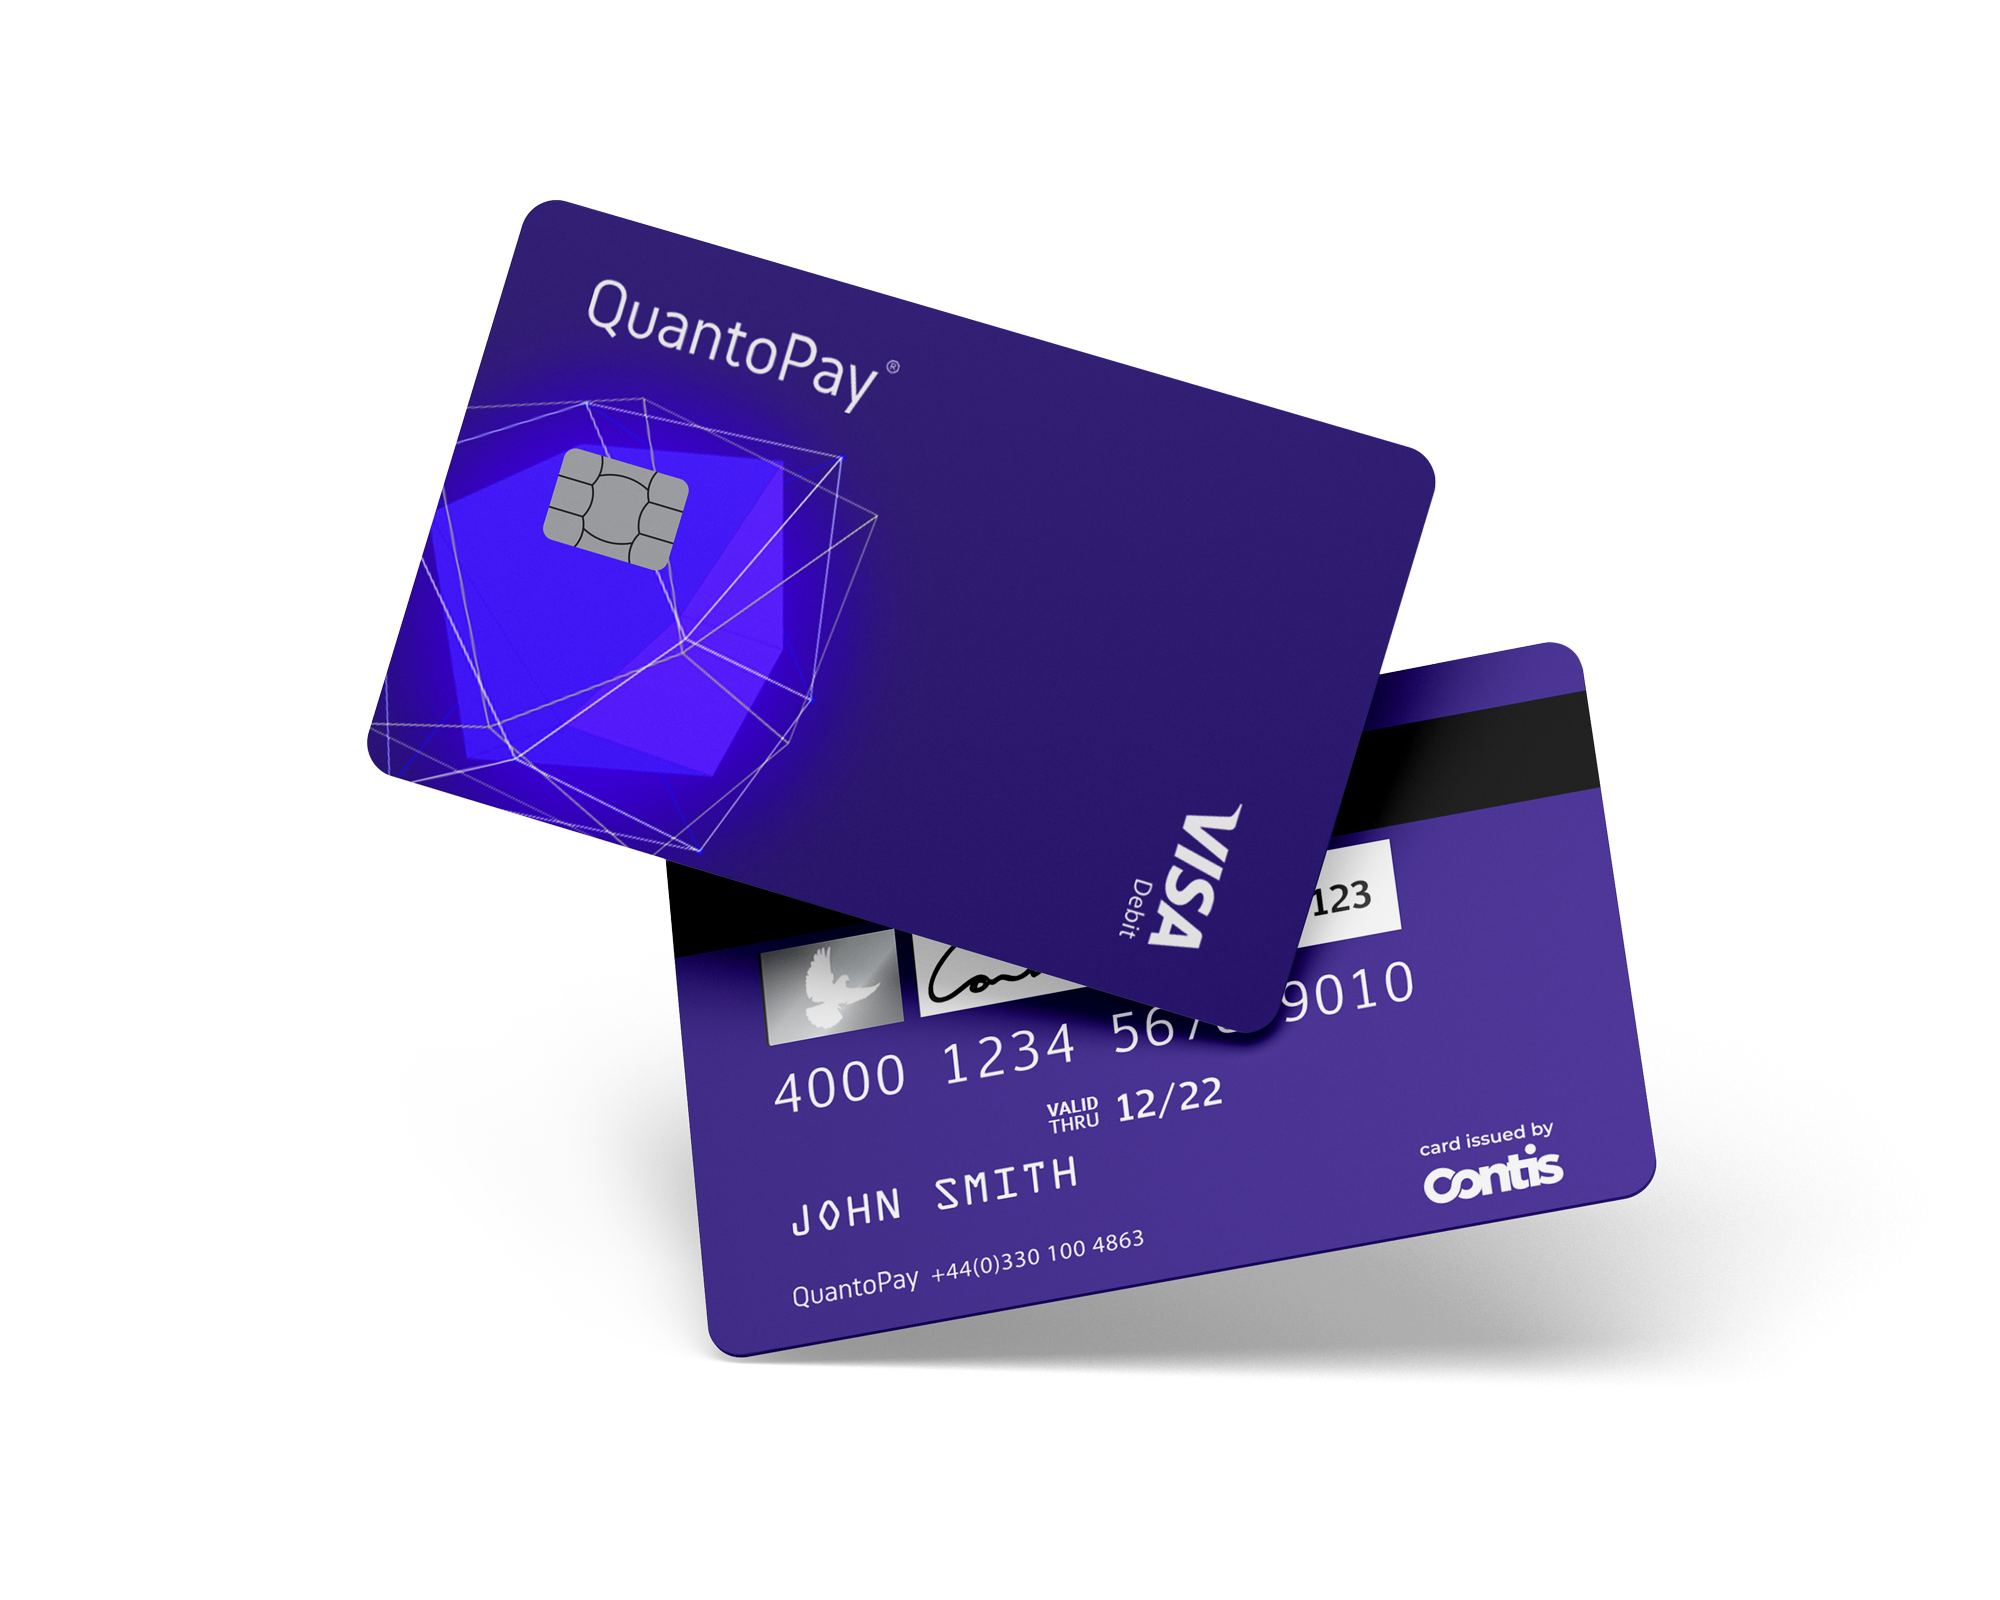 QuantoPay®
VISA
Debit
123
4000 1234 567 9010
VALID THRU 12/22
JOHN SMITH
QuantoPay +44(0)330 100 4863
card issued by
Contis